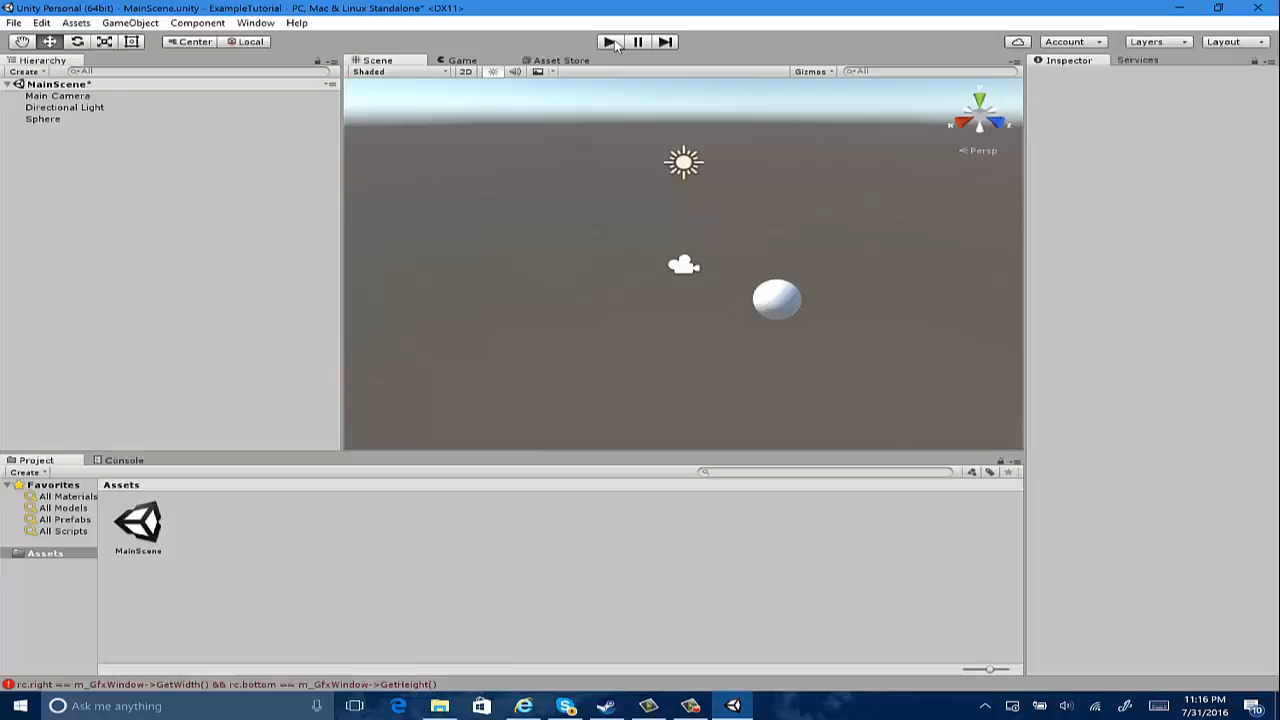 Unity Personal (64bit) - MainScene.unity - ExampleTutorial - PC, Mac & Linux Standalone* <DX11>
File Edit Assets GameObject Component Window Help
Center Local Account Layers Layout
Hierarchy Scene Game Asset Store Inspector Services
Create All Shaded 2D Gizmos All
MainScene*
Main Camera
Directional Light
Sphere
Persp
Project Console
Create
Favorites Assets
All Materials
All Models
All Prefabs
All Scripts
MainScene
Assets
rc.right == m_GfxWindow->GetWidth() && rc.bottom == m_GfxWindow->GetHeight()
Ask me anything
11:16 PM
7/31/2016
10